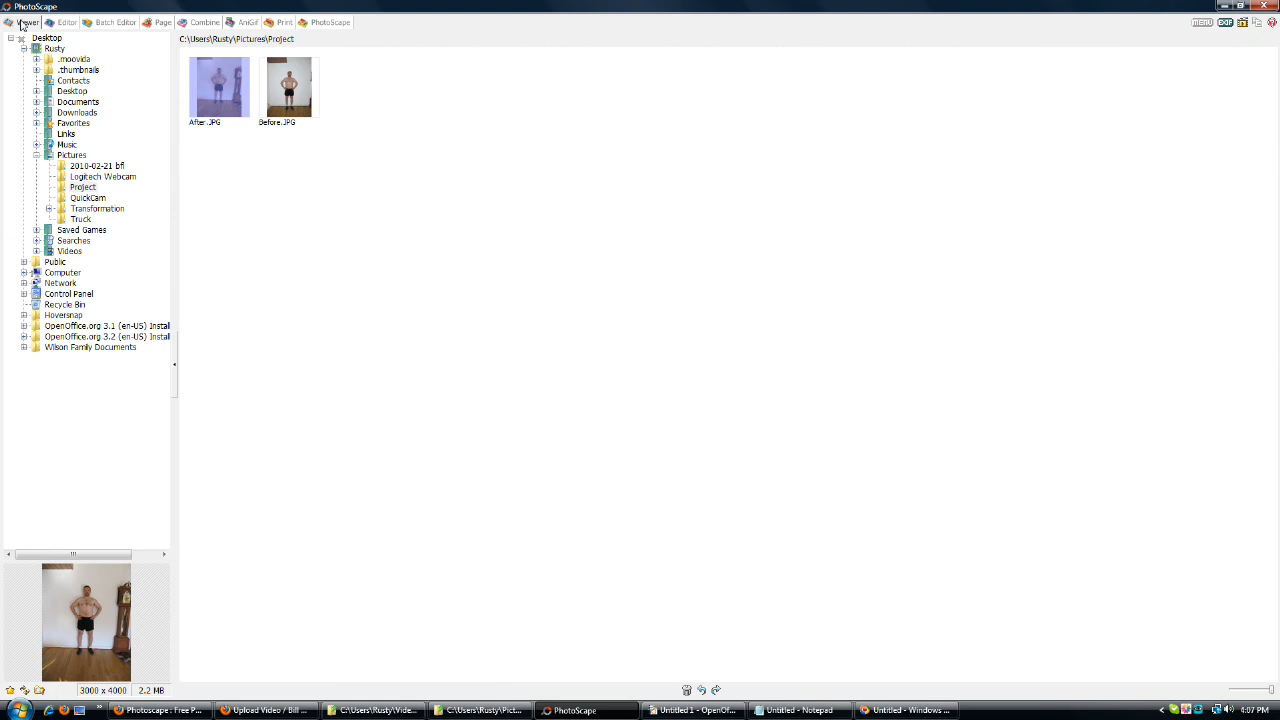 PhotoScape
Viewer Editor Batch Editor Page Combine AniGif Print PhotoScape MENU EXIF
Desktop
Rusty
.moovida
.thumbnails
Contacts
Desktop
Documents
Downloads
Favorites
Links
Music
Pictures
2010-02-21 bfl
Logitech Webcam
Project
QuickCam
Transformation
Truck
Saved Games
Searches
Videos
Public
Computer
Network
Control Panel
Recycle Bin
Hoversnap
OpenOffice.org 3.1 (en-US) Instal
OpenOffice.org 3.2 (en-US) Instal
Wilson Family Documents
C:\Users\Rusty\Pictures\Project
After.JPG Before.JPG
3000 x 4000 2.2 MB
Photoscape : Free P... Upload Video / Bill ... C:\Users\Rusty\Vide... C:\Users\Rusty\Pict... PhotoScape Untitled 1 - OpenOf... Untitled - Notepad Untitled - Windows ... 4:07 PM